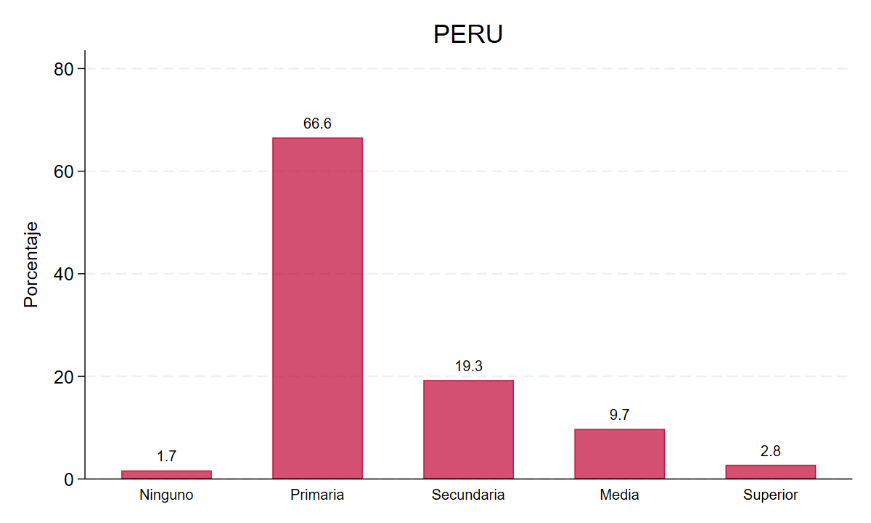 PERU
80
60
40
20
0
Porcentaje
1.7
66.6
19.3
9.7
2.8
Ninguno
Primaria
Secundaria
Media
Superior